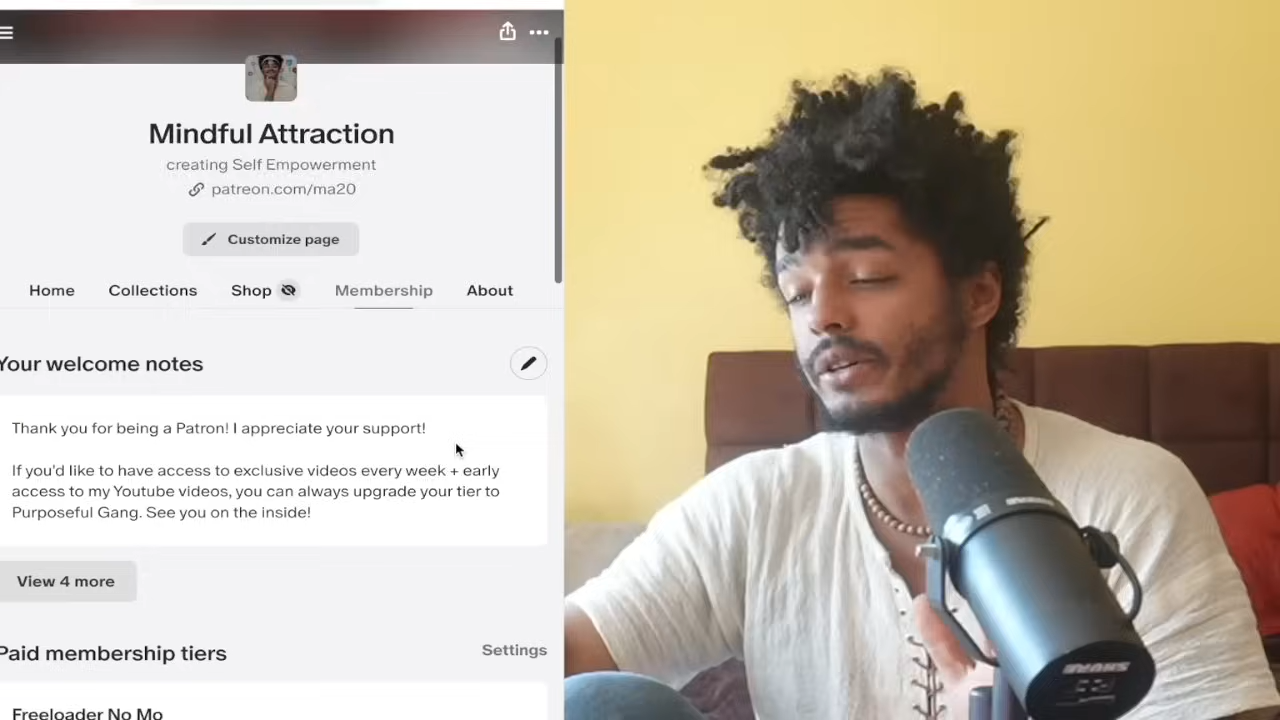 Mindful Attraction
creating Self Empowerment
patreon.com/ma20
Customize page
Home Collections Shop Membership About
Your welcome notes
Thank you for being a Patron! I appreciate your support!
If you'd like to have access to exclusive videos every week + early
access to my Youtube videos, you can always upgrade your tier to
Purposeful Gang. See you on the inside!
View 4 more
Paid membership tiers
Settings
Freeloader No Mo
SHURE